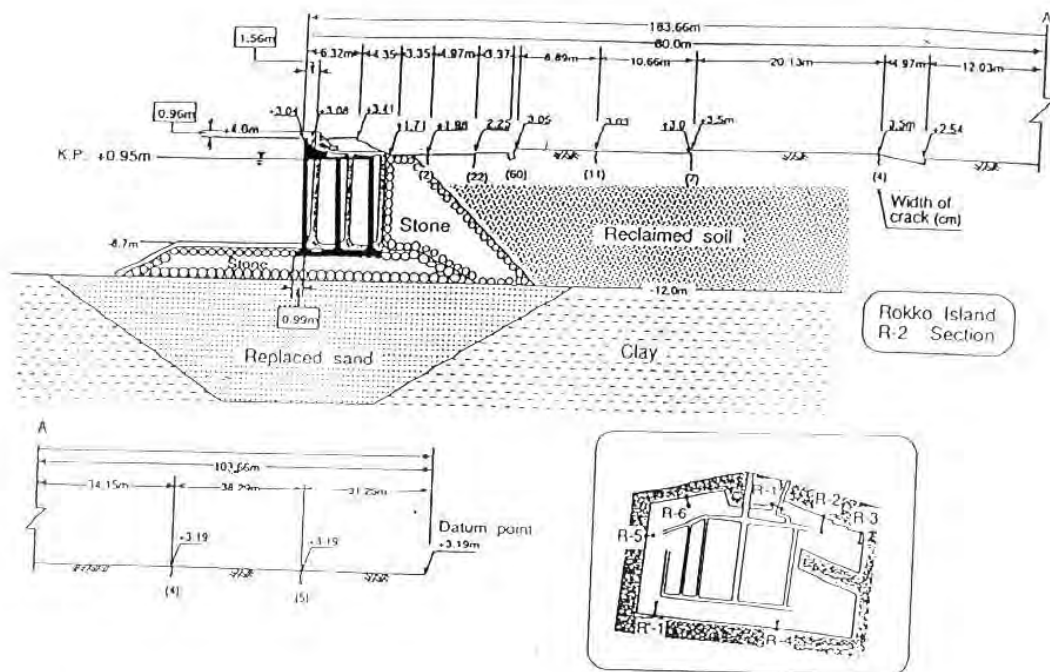 A
183.66m
80.0m
1.56m
6.32m 4.35 3.35 4.97m 3.37 8.89m 10.66m 20.13m 4.97m 12.03m
0.96m
+4.0m
+3.04 +3.08 +3.41 1.71 1.98 2.25 3.05 3.03 +3.0 +3.5m 3.5m +2.54
K.P. +0.95m
(2) (22) (60) (11) (7) (4)
Width of
crack (cm)
Stone
Reclaimed soil
-8.7m
Stone
-12.0m
0.99m
Rokko Island
R-2 Section
Replaced sand
Clay
A
103.66m
34.15m 38.29m 31.25m
Datum point
+3.19 +3.19 +3.19m
(4) (5)
R-1
R-2
R-3
R-6
R-5
R'-1
R-4